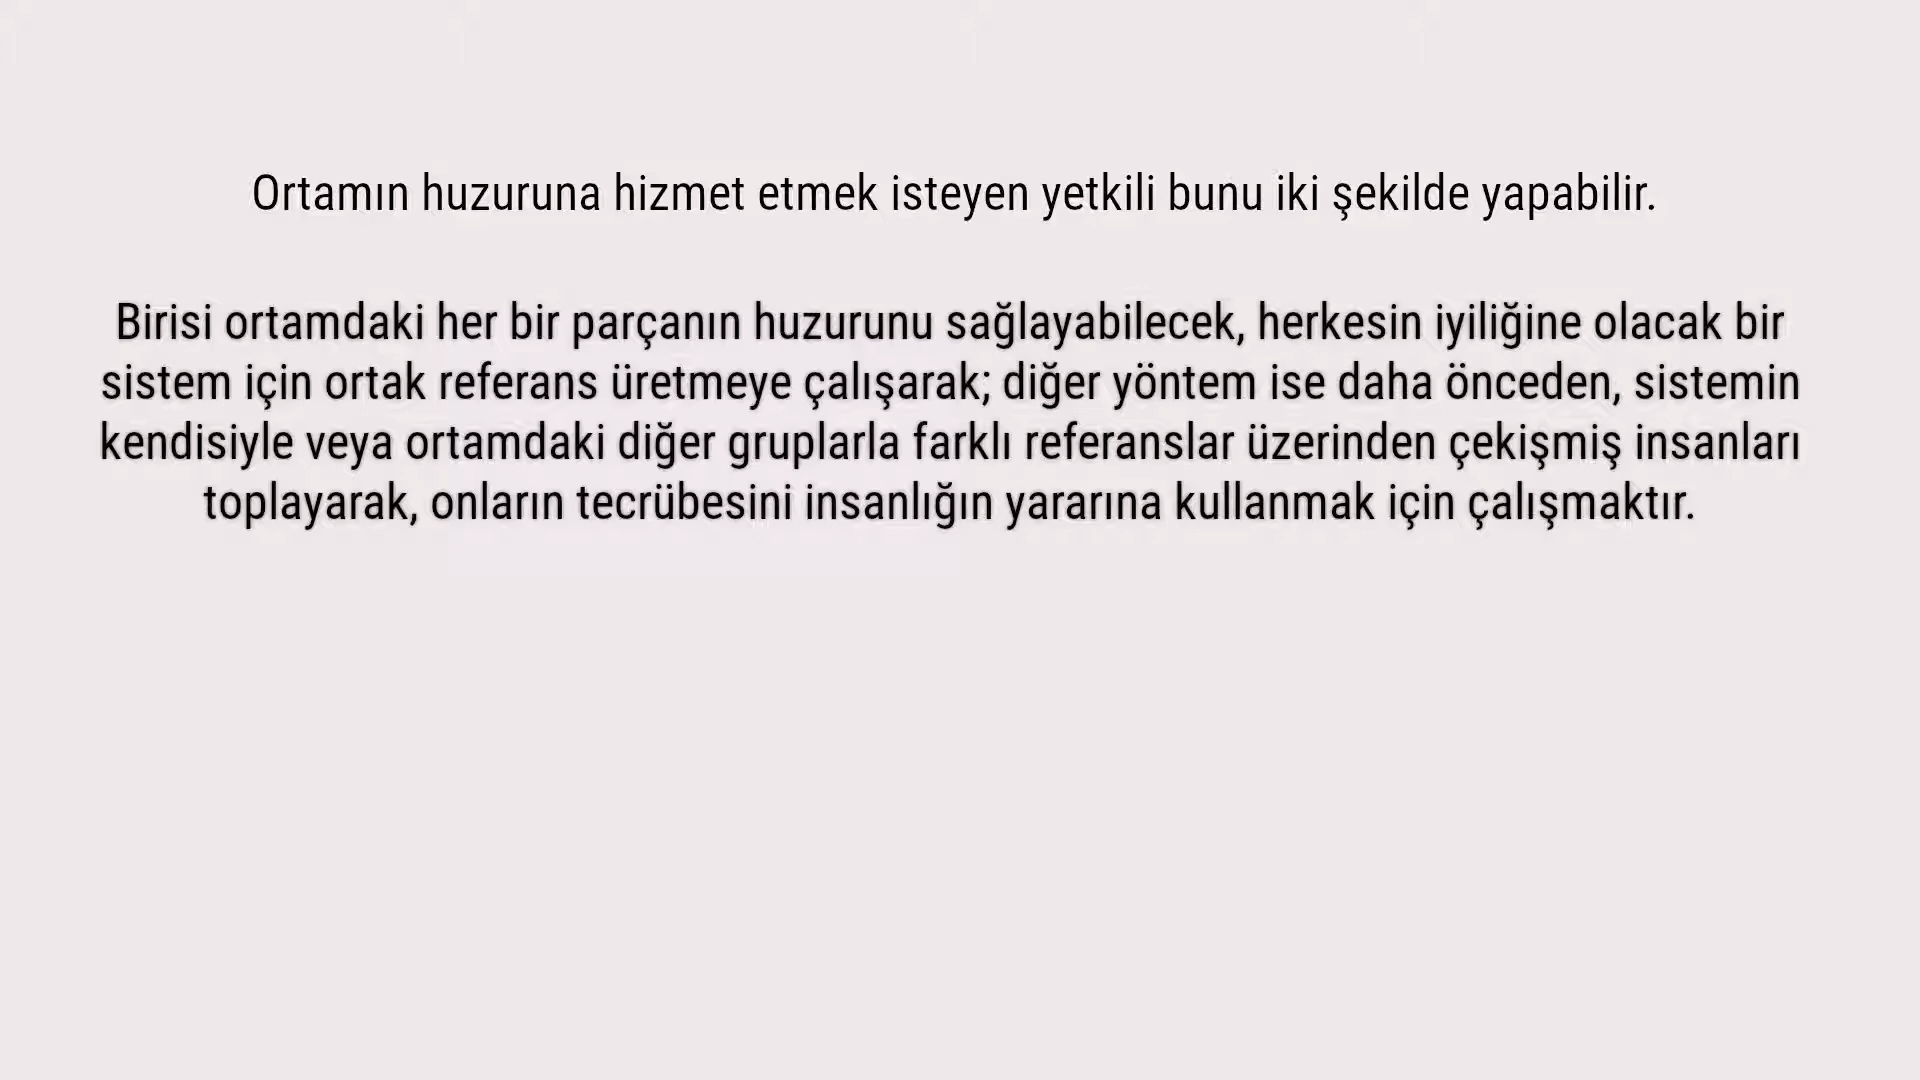 Ortamın huzuruna hizmet etmek isteyen yetkili bunu iki şekilde yapabilir.
Birisi ortamdaki her bir parçanın huzurunu sağlayabilecek, herkesin iyiliğine olacak bir
sistem için ortak referans üretmeye çalışarak; diğer yöntem ise daha önceden, sistemin
kendisiyle veya ortamdaki diğer gruplarla farklı referanslar üzerinden çekişmiş insanları
toplayarak, onların tecrübesini insanlığın yararına kullanmak için çalışmaktır.